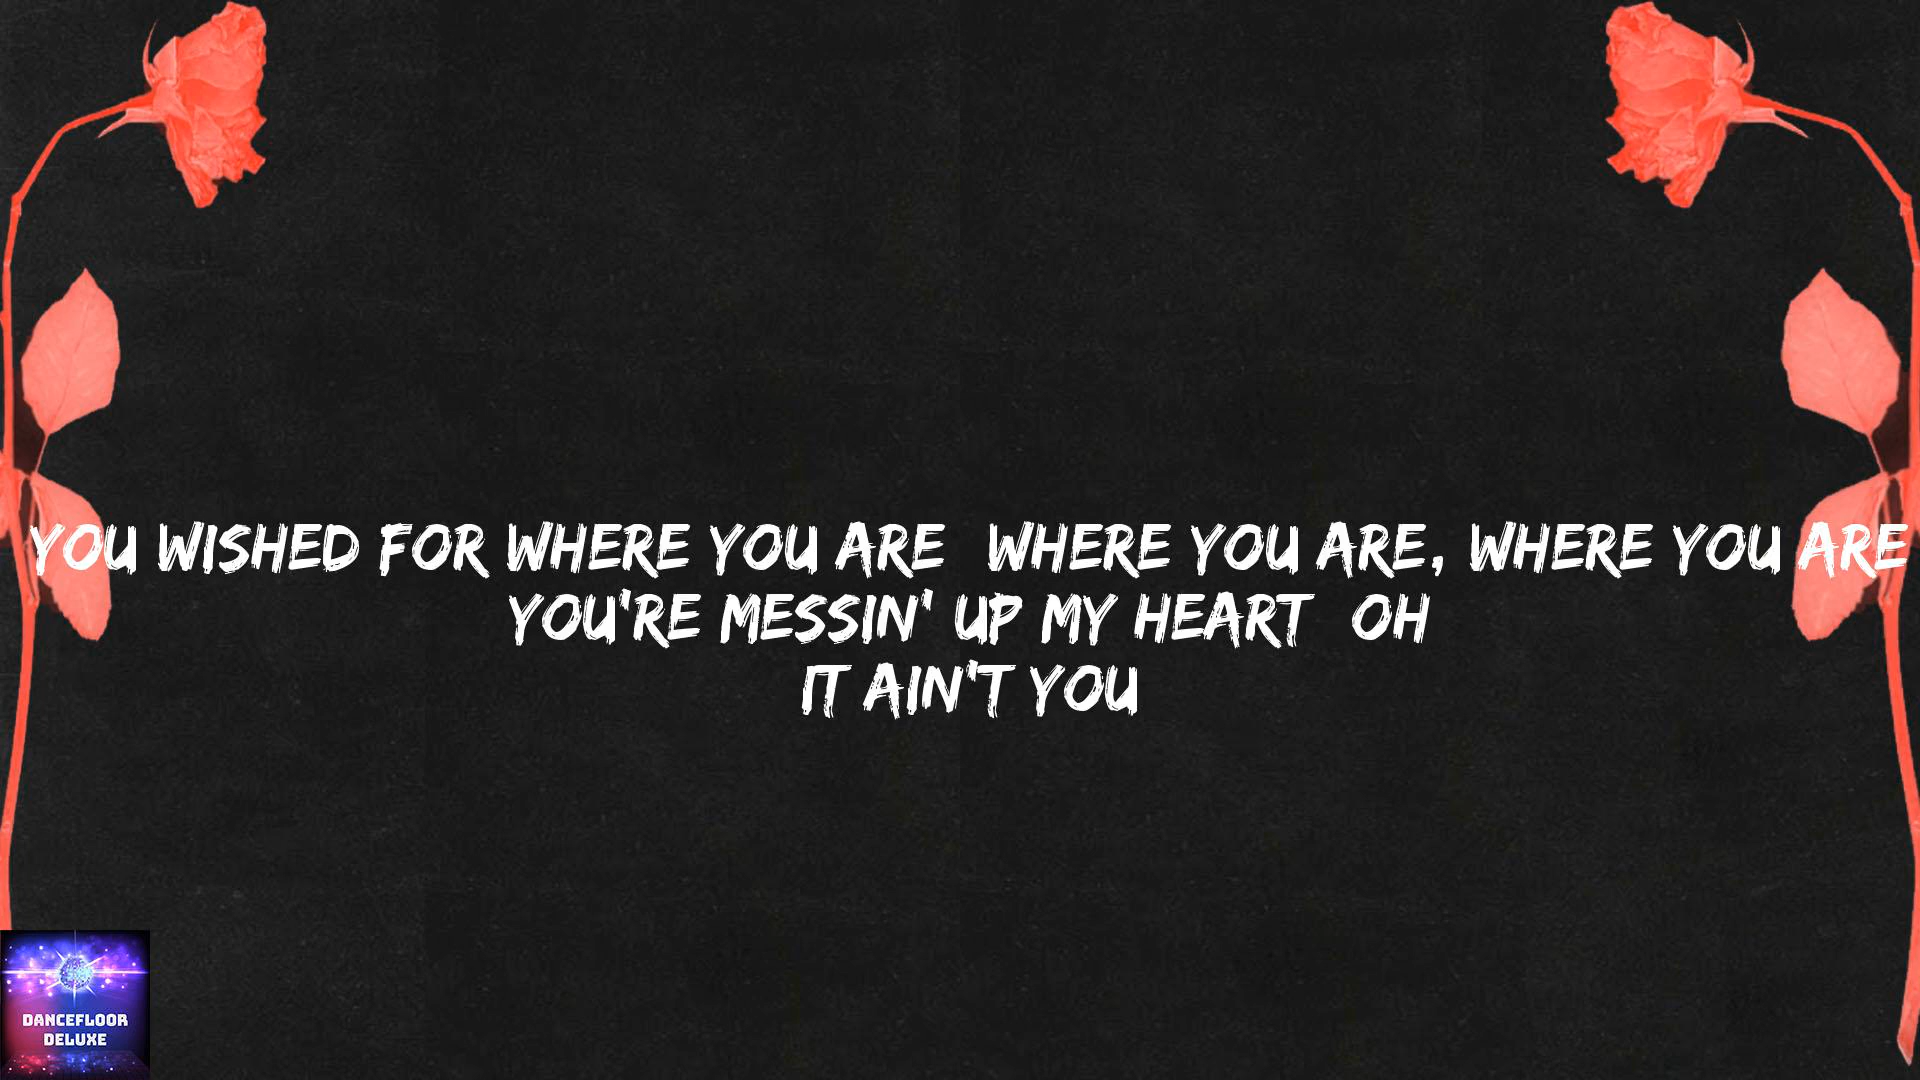 YOU WISHED FOR WHERE YOU ARE  WHERE YOU ARE, WHERE YOU ARE
YOU'RE MESSIN' UP MY HEART  OH
IT AIN'T YOU
DANCEFLOOR
DELUXE